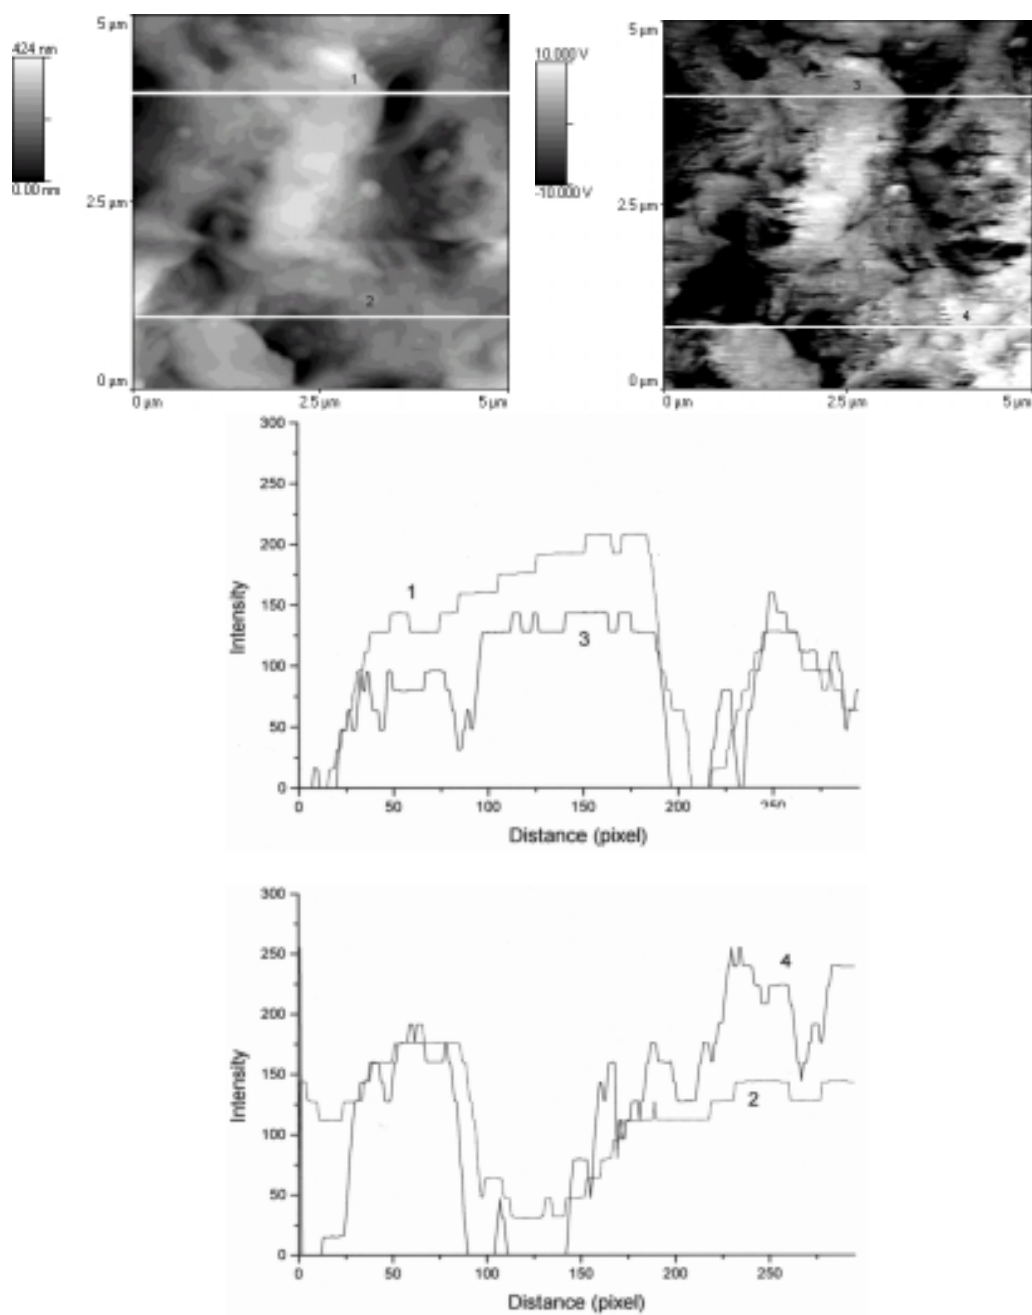 5 µm
424 nm
1
0.00 nm
2.5 µm
2
0 µm
0 µm
2.5 µm
5 µm
5 µm
10.000 V
3
-10.000 V
2.5 µm
4
0 µm
0 µm
2.5 µm
5 µm
300
250
200
150
100
50
0
Intensity
1
3
0 50 100 150 200 250
Distance (pixel)
300
250
200
150
100
50
0
Intensity
4
2
0 50 100 150 200 250
Distance (pixel)